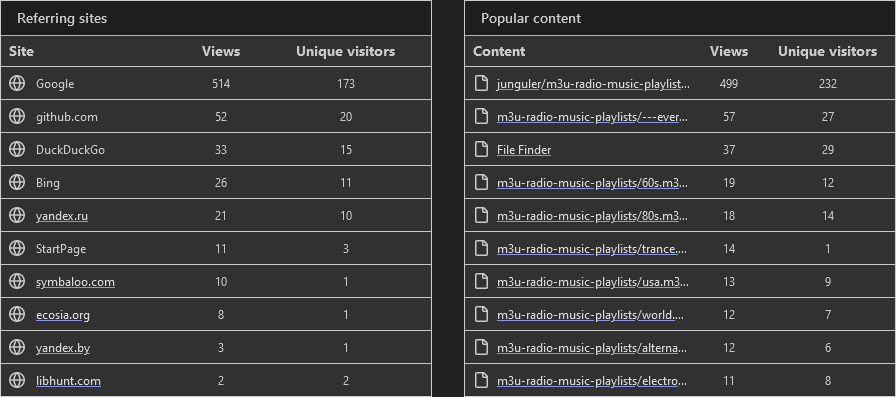 Referring sites
Site Views Unique visitors
Google 514 173
github.com 52 20
DuckDuckGo 33 15
Bing 26 11
yandex.ru 21 10
StartPage 11 3
symbaloo.com 10 1
ecosia.org 8 1
yandex.by 3 1
libhunt.com 2 2
Popular content
Content Views Unique visitors
junguler/m3u-radio-music-playlist... 499 232
m3u-radio-music-playlists/---ever... 57 27
File Finder 37 29
m3u-radio-music-playlists/60s.m3... 19 12
m3u-radio-music-playlists/80s.m3... 18 14
m3u-radio-music-playlists/trance.... 14 1
m3u-radio-music-playlists/usa.m3... 13 9
m3u-radio-music-playlists/world.... 12 7
m3u-radio-music-playlists/alterna... 12 6
m3u-radio-music-playlists/electro... 11 8